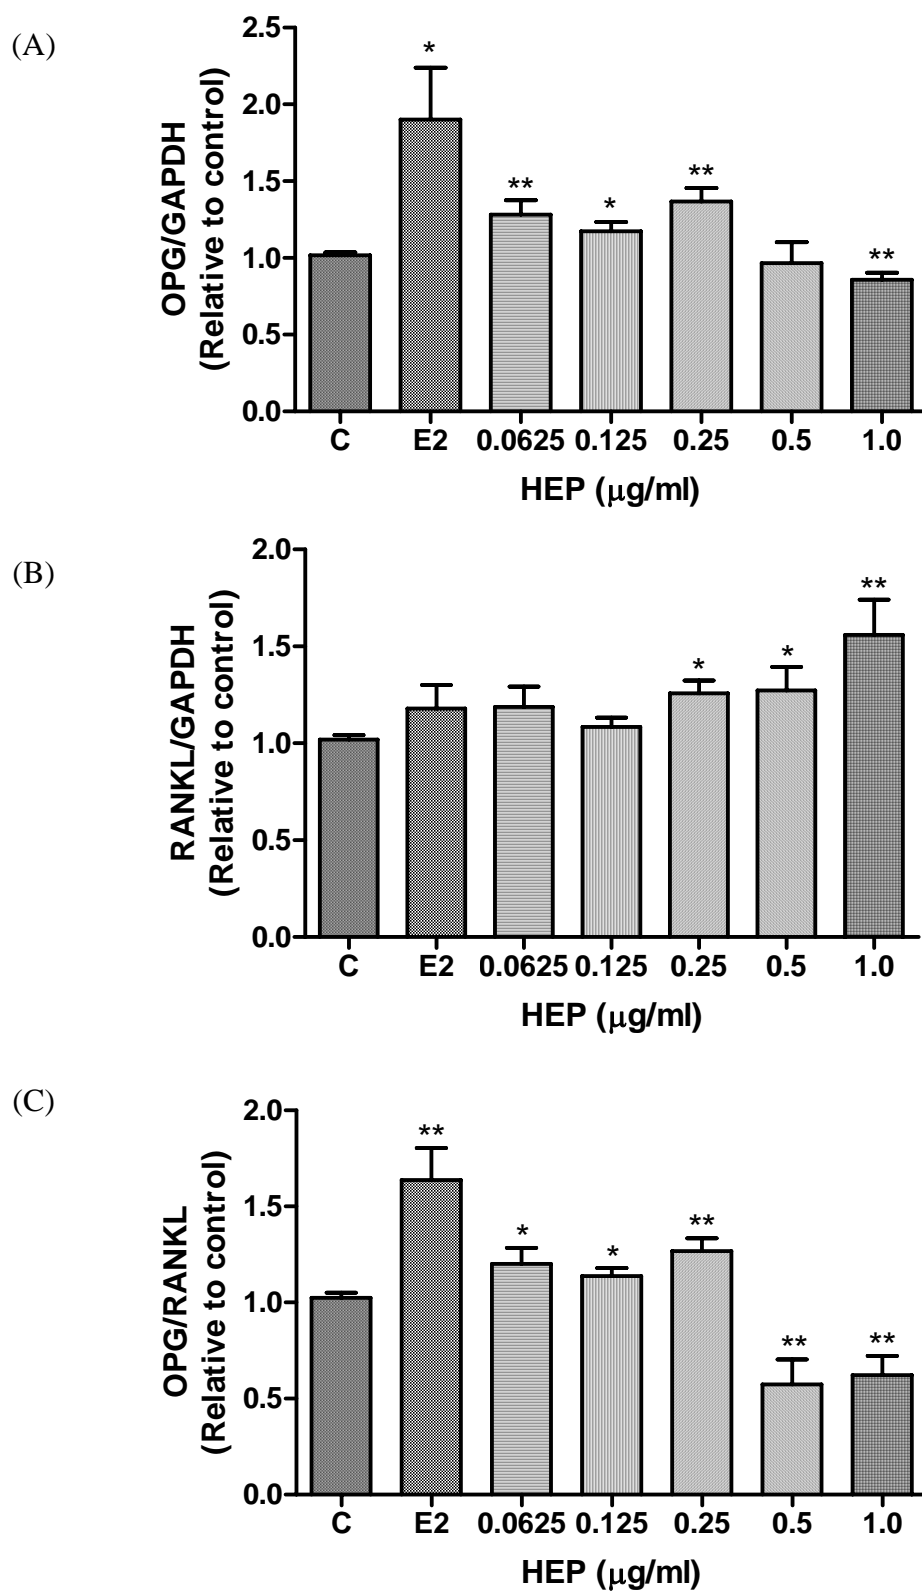 (A)
OPG/GAPDH
(Relative to control)
2.5
2.0
1.5
1.0
0.5
0.0
* ** * ** **
C E2 0.0625 0.125 0.25 0.5 1.0
HEP (μg/ml)
(B)
RANKL/GAPDH
(Relative to control)
2.0
1.5
1.0
0.5
0.0
* * **
C E2 0.0625 0.125 0.25 0.5 1.0
HEP (μg/ml)
(C)
OPG/RANKL
(Relative to control)
2.0
1.5
1.0
0.5
0.0
** * * ** ** **
C E2 0.0625 0.125 0.25 0.5 1.0
HEP (μg/ml)